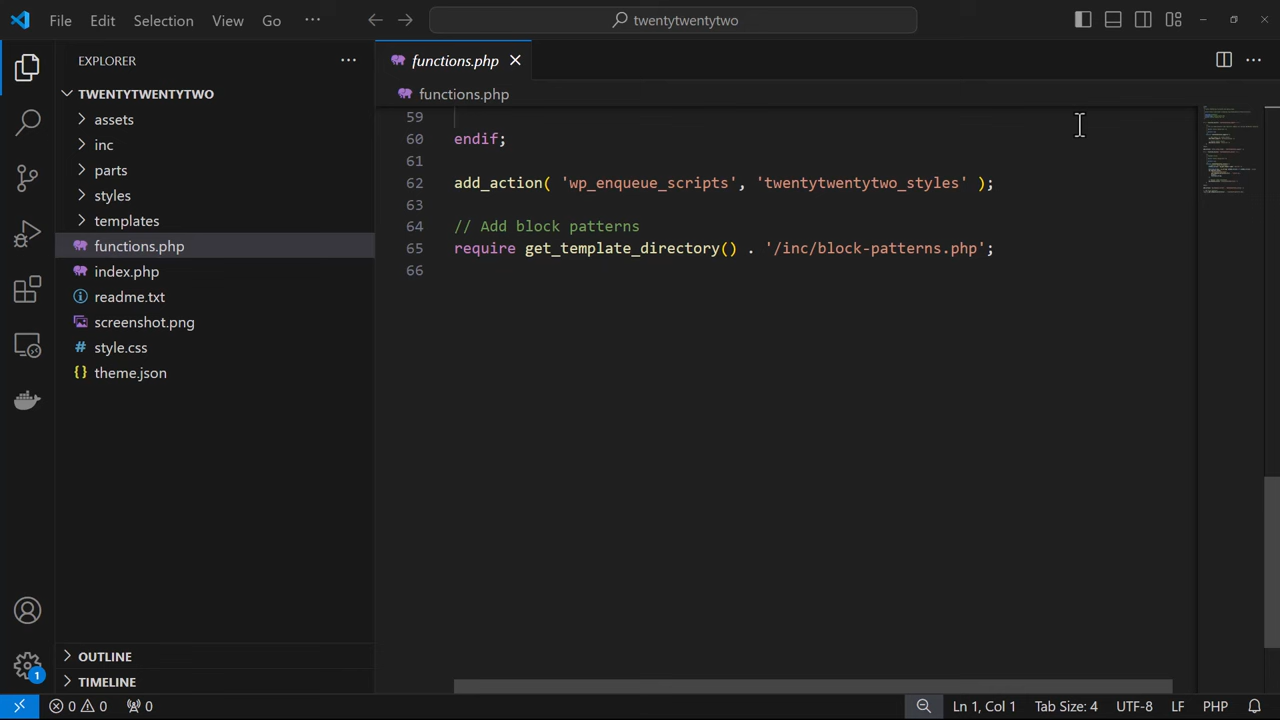 File Edit Selection View Go ··· twentytwentytwo
EXPLORER ···
TWENTYTWENTYTWO
assets
inc
parts
styles
templates
functions.php
index.php
readme.txt
screenshot.png
style.css
theme.json
OUTLINE
TIMELINE
functions.php
functions.php
59
60 endif;
61
62 add_action( 'wp_enqueue_scripts', 'twentytwentytwo_styles' );
63
64 // Add block patterns
65 require get_template_directory() . '/inc/block-patterns.php';
66
1
0 0 0 Ln 1, Col 1 Tab Size: 4 UTF-8 LF PHP